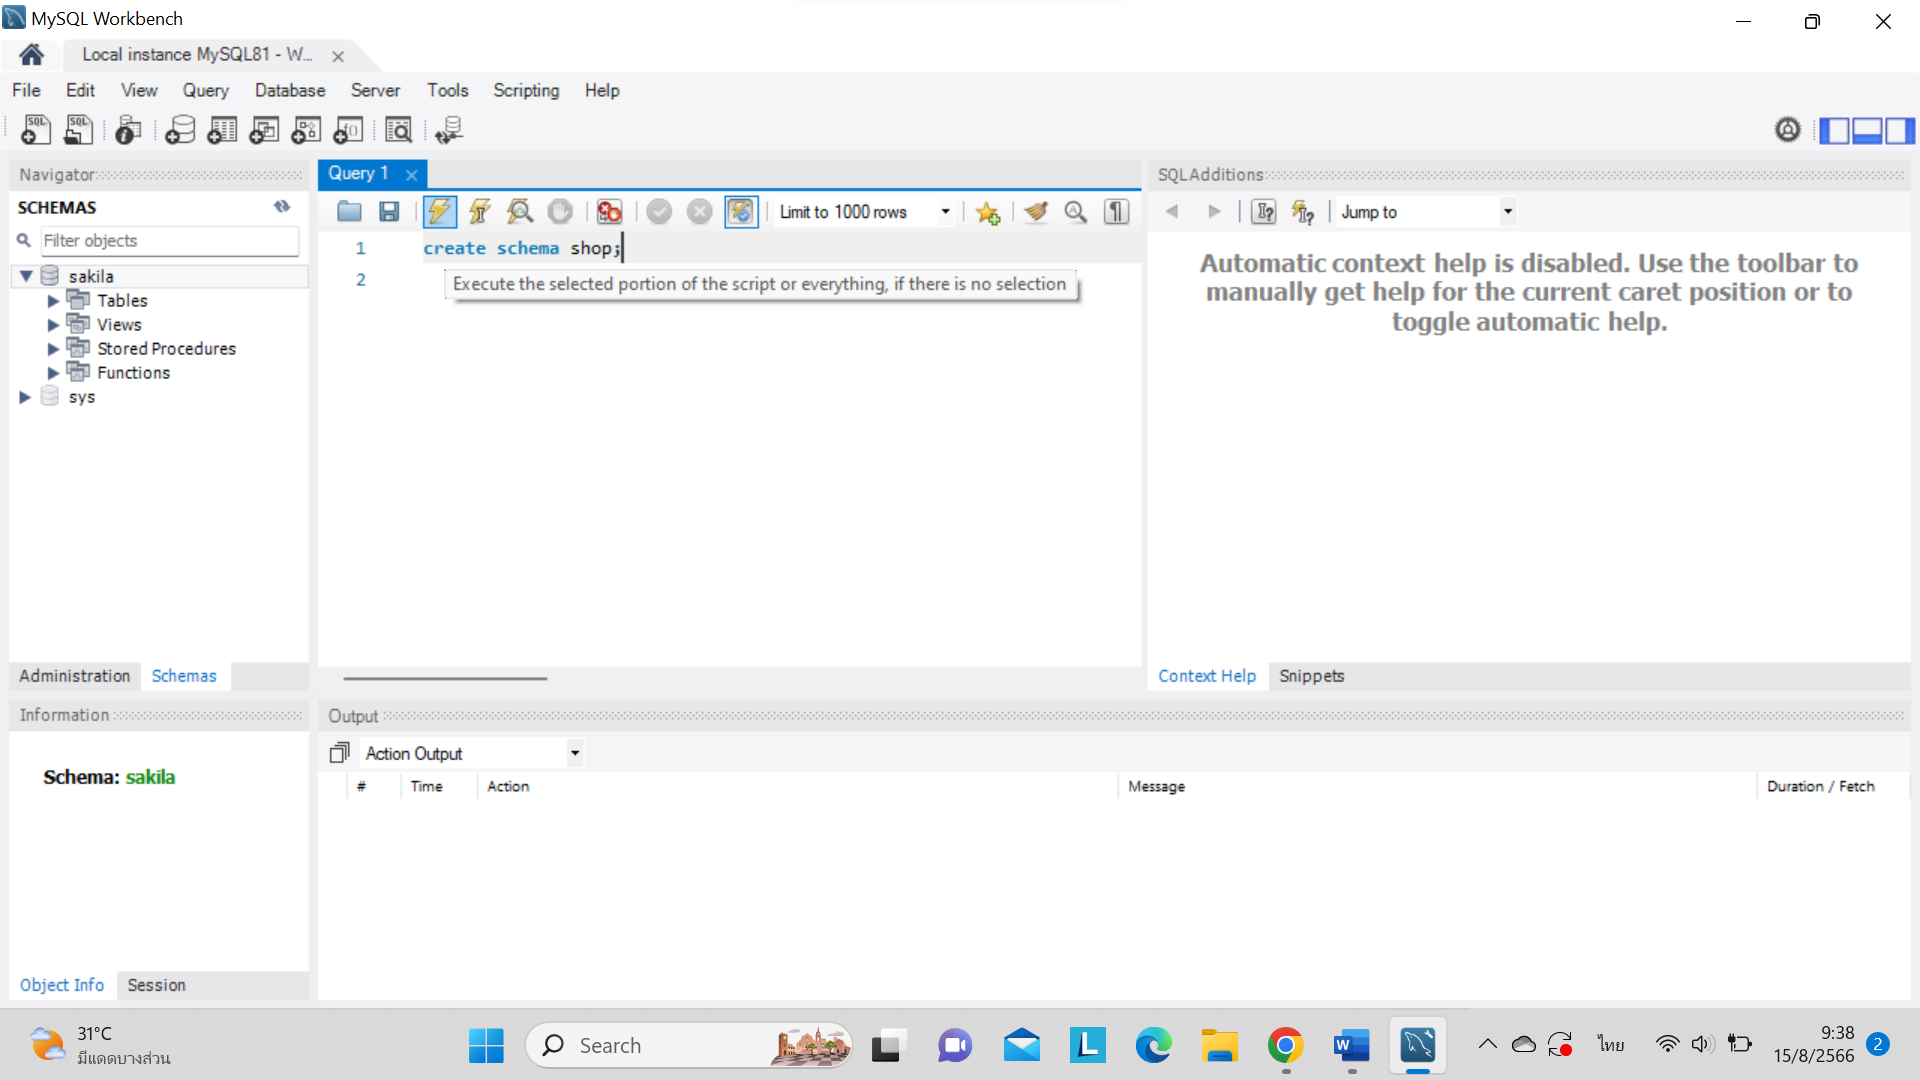 MySQL Workbench
Local instance MySQL81 - W...
File Edit View Query Database Server Tools Scripting Help
Navigator
SCHEMAS
Filter objects
sakila
Tables
Views
Stored Procedures
Functions
sys
Administration Schemas
Information
Schema: sakila
Object Info Session
Query 1
Limit to 1000 rows
1 create schema shop;
2
Execute the selected portion of the script or everything, if there is no selection
SQLAdditions
Jump to
Automatic context help is disabled. Use the toolbar to
manually get help for the current caret position or to
toggle automatic help.
Context Help Snippets
Output
Action Output
# Time Action Message Duration / Fetch
31°C
มีแดดบางส่วน
Search
ไทย
9:38
15/8/2566
2